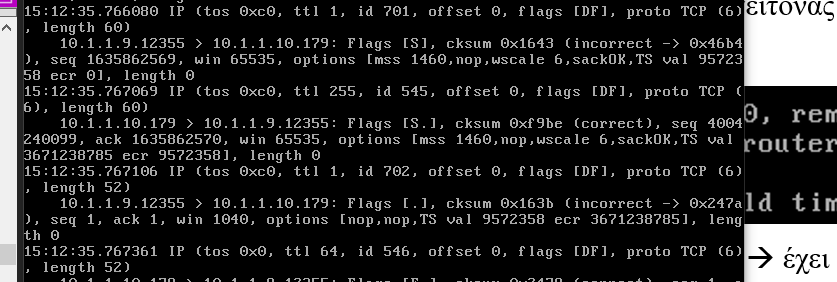 15:12:35.766080 IP (tos 0xc0, ttl 1, id 701, offset 0, flags [DF], proto TCP (6)
, length 60)
    10.1.1.9.12355 > 10.1.1.10.179: Flags [S], cksum 0x1643 (incorrect -> 0x46b4
), seq 1635862569, win 65535, options [mss 1460,nop,wscale 6,sackOK,TS val 95723
58 ecr 0], length 0
15:12:35.767069 IP (tos 0xc0, ttl 255, id 545, offset 0, flags [DF], proto TCP (
6), length 60)
    10.1.1.10.179 > 10.1.1.9.12355: Flags [S.], cksum 0xf9be (correct), seq 4004
240099, ack 1635862570, win 65535, options [mss 1460,nop,wscale 6,sackOK,TS val
3671238785 ecr 9572358], length 0
15:12:35.767106 IP (tos 0xc0, ttl 1, id 702, offset 0, flags [DF], proto TCP (6)
, length 52)
    10.1.1.9.12355 > 10.1.1.10.179: Flags [.], cksum 0x163b (incorrect -> 0x247a
), seq 1, ack 1, win 1040, options [nop,nop,TS val 9572358 ecr 3671238785], leng
th 0
15:12:35.767361 IP (tos 0x0, ttl 64, id 546, offset 0, flags [DF], proto TCP (6)
, length 52)
είτονας
0, rem
router
ld tim
→ έχει